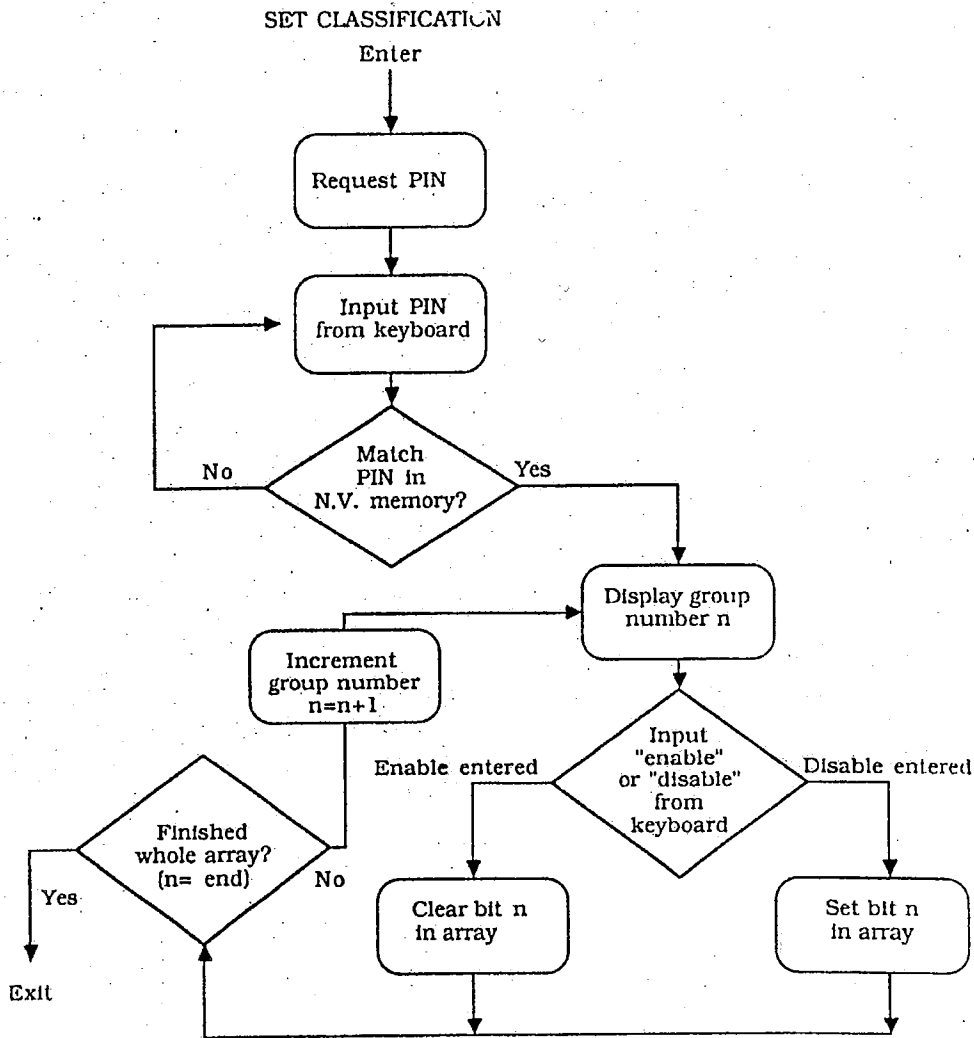 SET CLASSIFICATION
Enter
Request PIN
Input PIN
from keyboard
Match
PIN in
N.V. memory?
No
Yes
Display group
number n
Increment
group number
n=n+1
Input
"enable"
or "disable"
from
keyboard
Enable entered
Disable entered
Finished
whole array?
(n= end)
No
Yes
Clear bit n
in array
Set bit n
in array
Exit